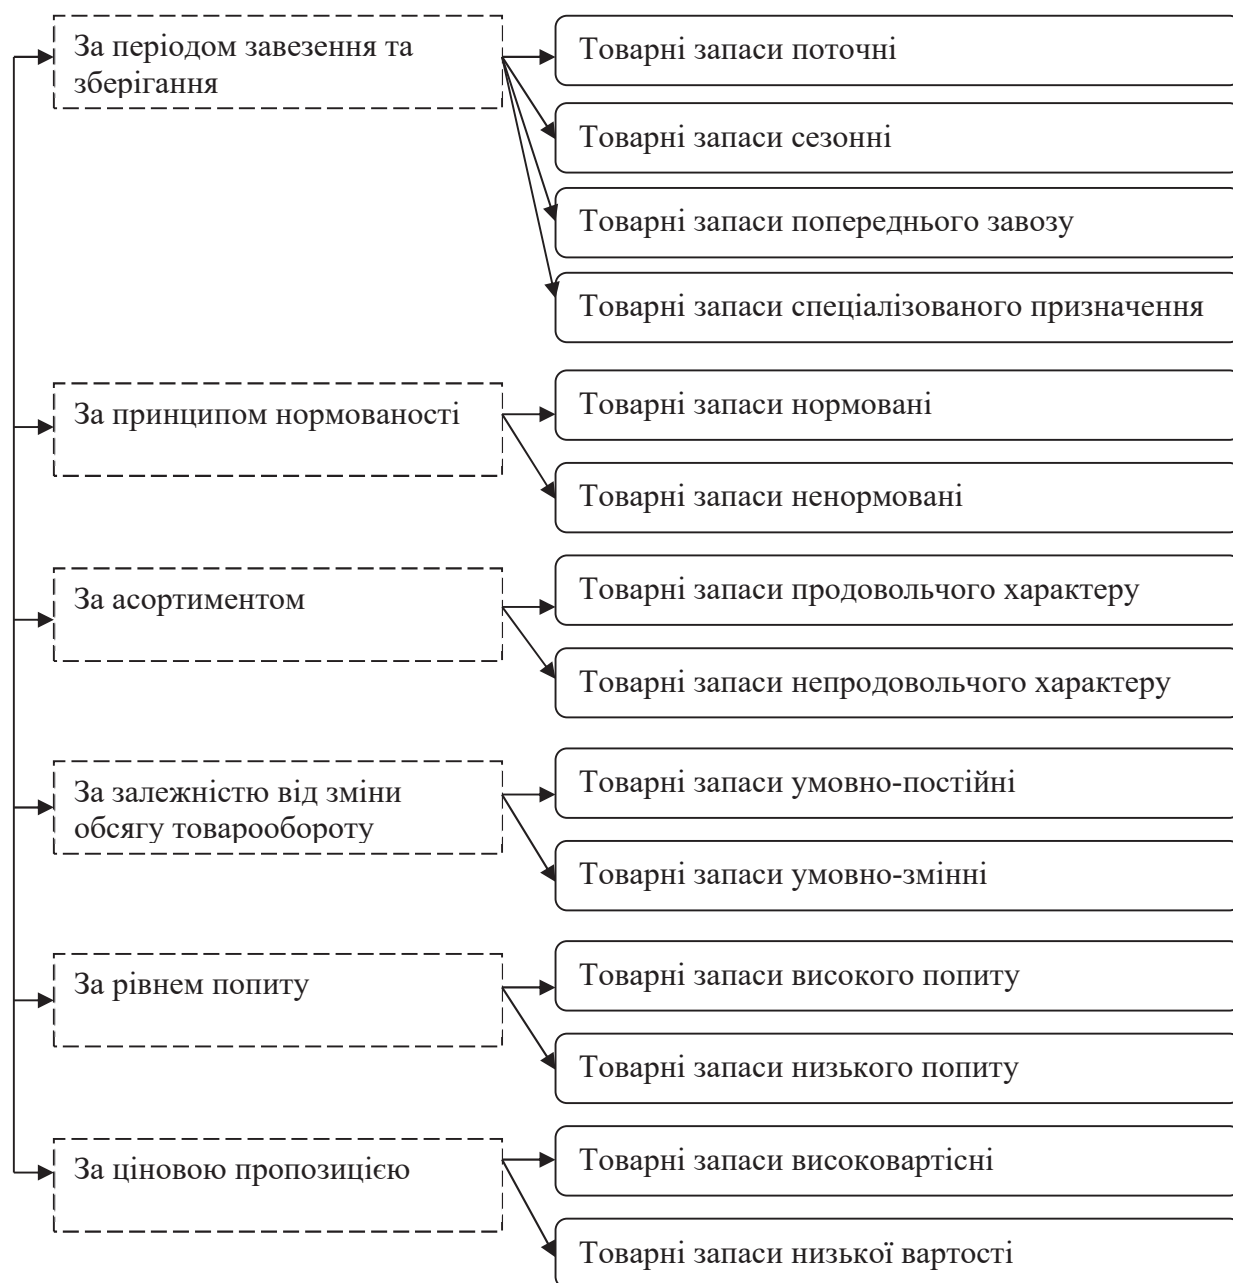 За періодом завезення та
зберігання
Товарні запаси поточні
Товарні запаси сезонні
Товарні запаси попереднього завозу
Товарні запаси спеціалізованого призначення
За принципом нормованості
Товарні запаси нормовані
Товарні запаси ненормовані
За асортиментом
Товарні запаси продовольчого характеру
Товарні запаси непродовольчого характеру
За залежністю від зміни
обсягу товарообороту
Товарні запаси умовно-постійні
Товарні запаси умовно-змінні
За рівнем попиту
Товарні запаси високого попиту
Товарні запаси низького попиту
За ціновою пропозицією
Товарні запаси високовартісні
Товарні запаси низької вартості